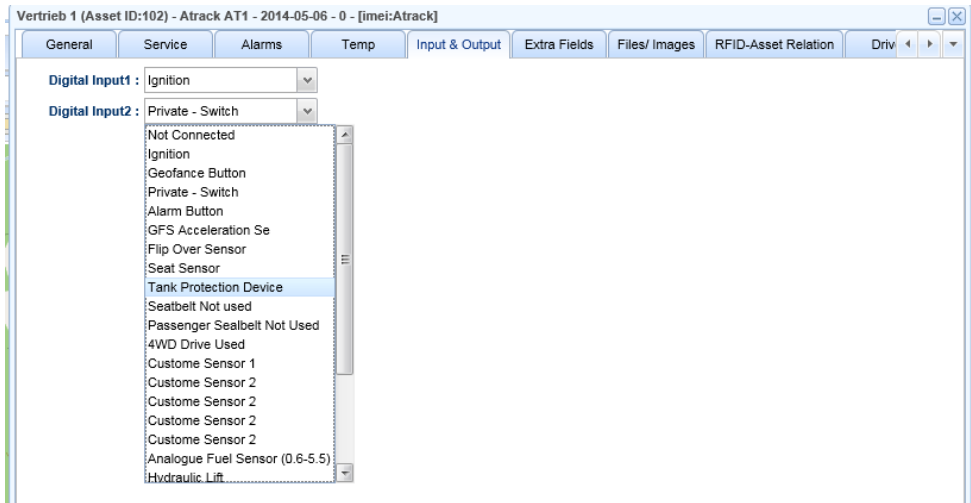 Vertrieb 1 (Asset ID:102) - Atrack AT1 - 2014-05-06 - 0 - [imei:Atrack]
General Service Alarms Temp Input & Output Extra Fields Files/ Images RFID-Asset Relation Driv
Digital Input1 : Ignition
Digital Input2 : Private - Switch
Not Connected
Ignition
Geofance Button
Private - Switch
Alarm Button
GFS Acceleration Se
Flip Over Sensor
Seat Sensor
Tank Protection Device
Seatbelt Not used
Passenger Sealbelt Not Used
4WD Drive Used
Custome Sensor 1
Custome Sensor 2
Custome Sensor 2
Custome Sensor 2
Custome Sensor 2
Analogue Fuel Sensor (0.6-5.5)
Hydraulic Lift